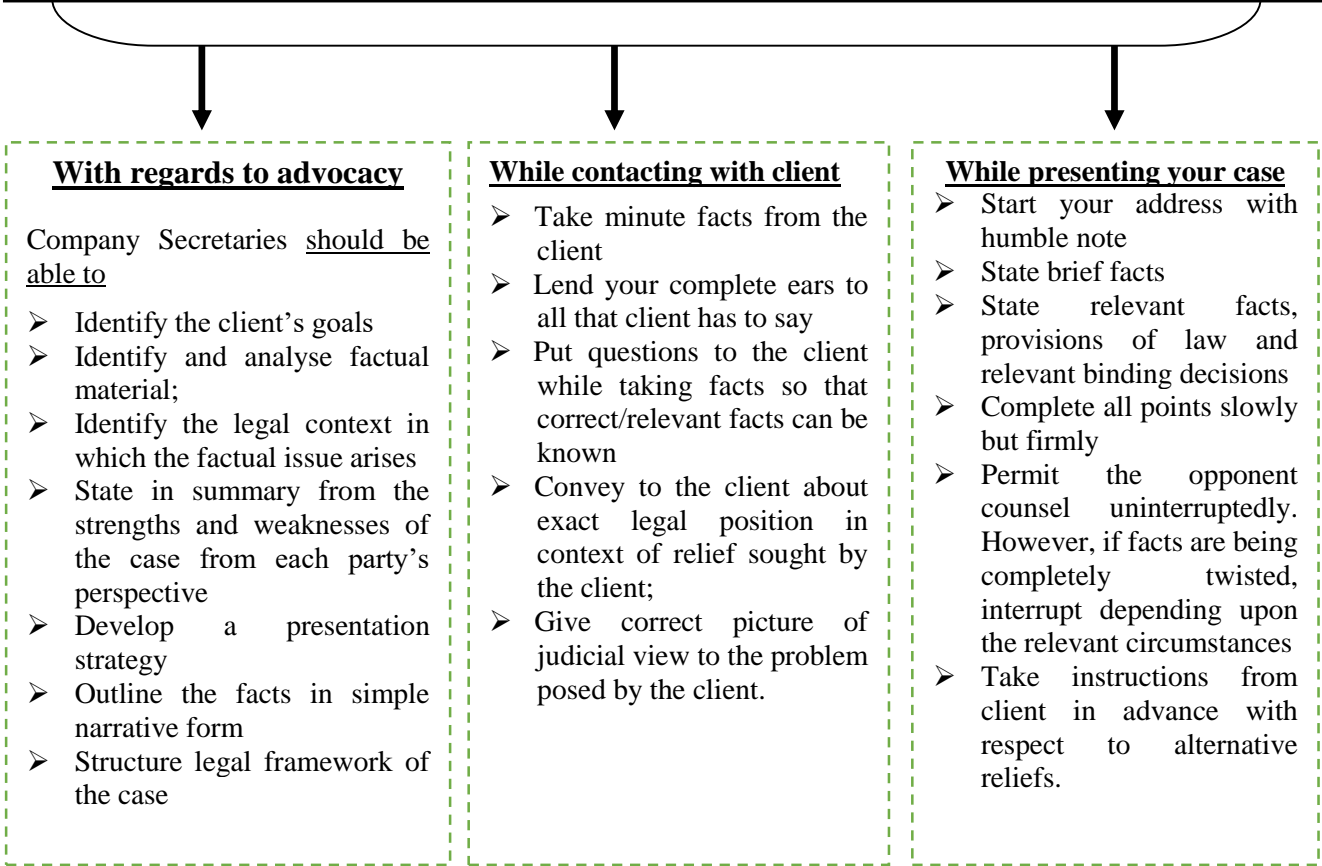 With regards to advocacy
Company Secretaries should be
able to
➢ Identify the client’s goals
➢ Identify and analyse factual
material;
➢ Identify the legal context in
which the factual issue arises
➢ State in summary from the
strengths and weaknesses of
the case from each party’s
perspective
➢ Develop a presentation
strategy
➢ Outline the facts in simple
narrative form
➢ Structure legal framework of
the case
While contacting with client
➢ Take minute facts from the
client
➢ Lend your complete ears to
all that client has to say
➢ Put questions to the client
while taking facts so that
correct/relevant facts can be
known
➢ Convey to the client about
exact legal position in
context of relief sought by
the client;
➢ Give correct picture of
judicial view to the problem
posed by the client.
While presenting your case
➢ Start your address with
humble note
➢ State brief facts
➢ State relevant facts,
provisions of law and
relevant binding decisions
➢ Complete all points slowly
but firmly
➢ Permit the opponent
counsel uninterruptedly.
However, if facts are being
completely twisted,
interrupt depending upon
the relevant circumstances
➢ Take instructions from
client in advance with
respect to alternative
reliefs.